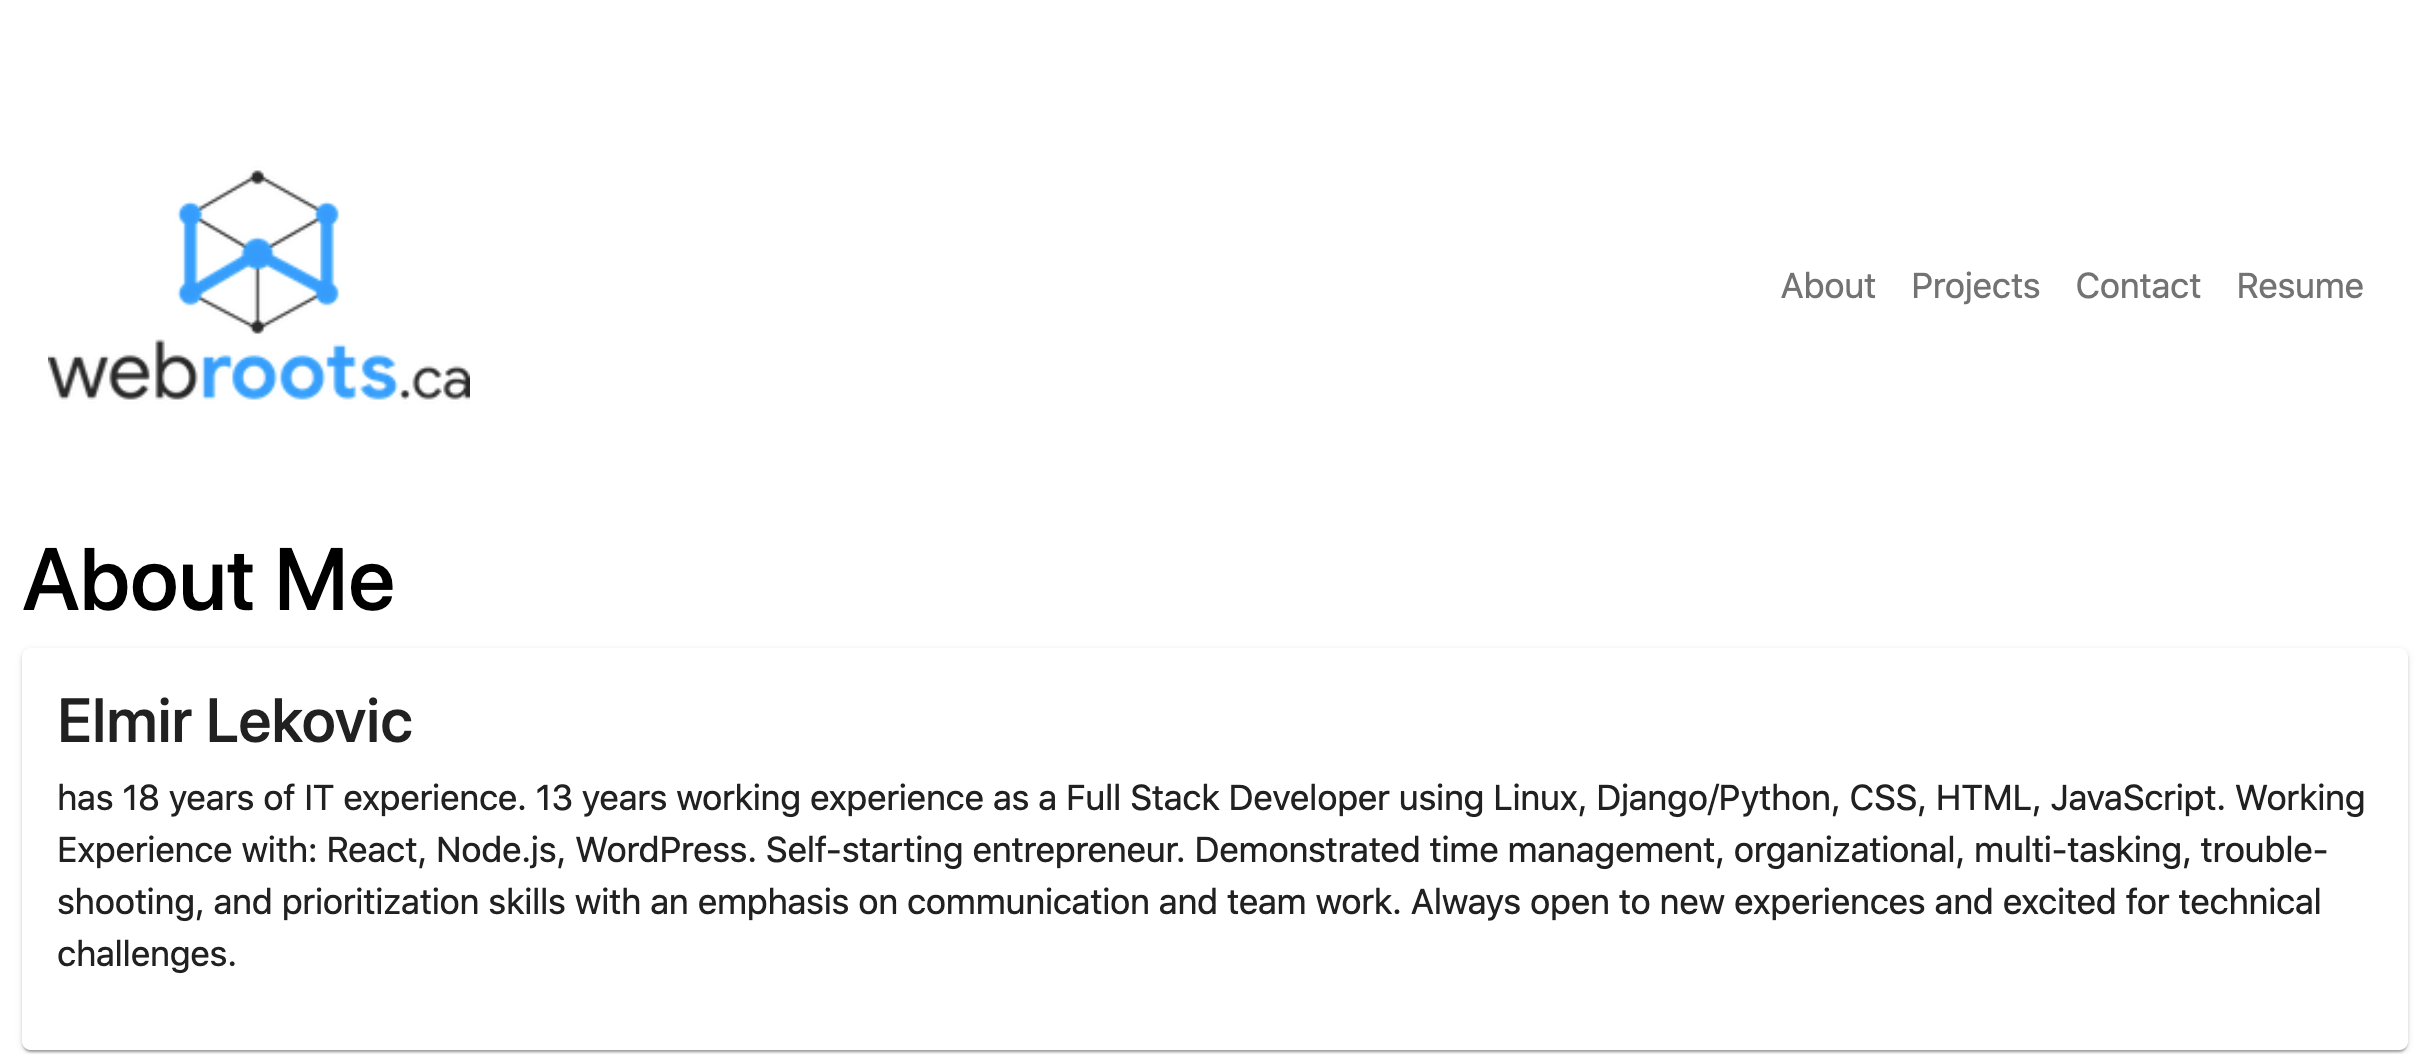 webroots.ca
About Projects Contact Resume
About Me
Elmir Lekovic
has 18 years of IT experience. 13 years working experience as a Full Stack Developer using Linux, Django/Python, CSS, HTML, JavaScript. Working
Experience with: React, Node.js, WordPress. Self-starting entrepreneur. Demonstrated time management, organizational, multi-tasking, trouble-
shooting, and prioritization skills with an emphasis on communication and team work. Always open to new experiences and excited for technical
challenges.